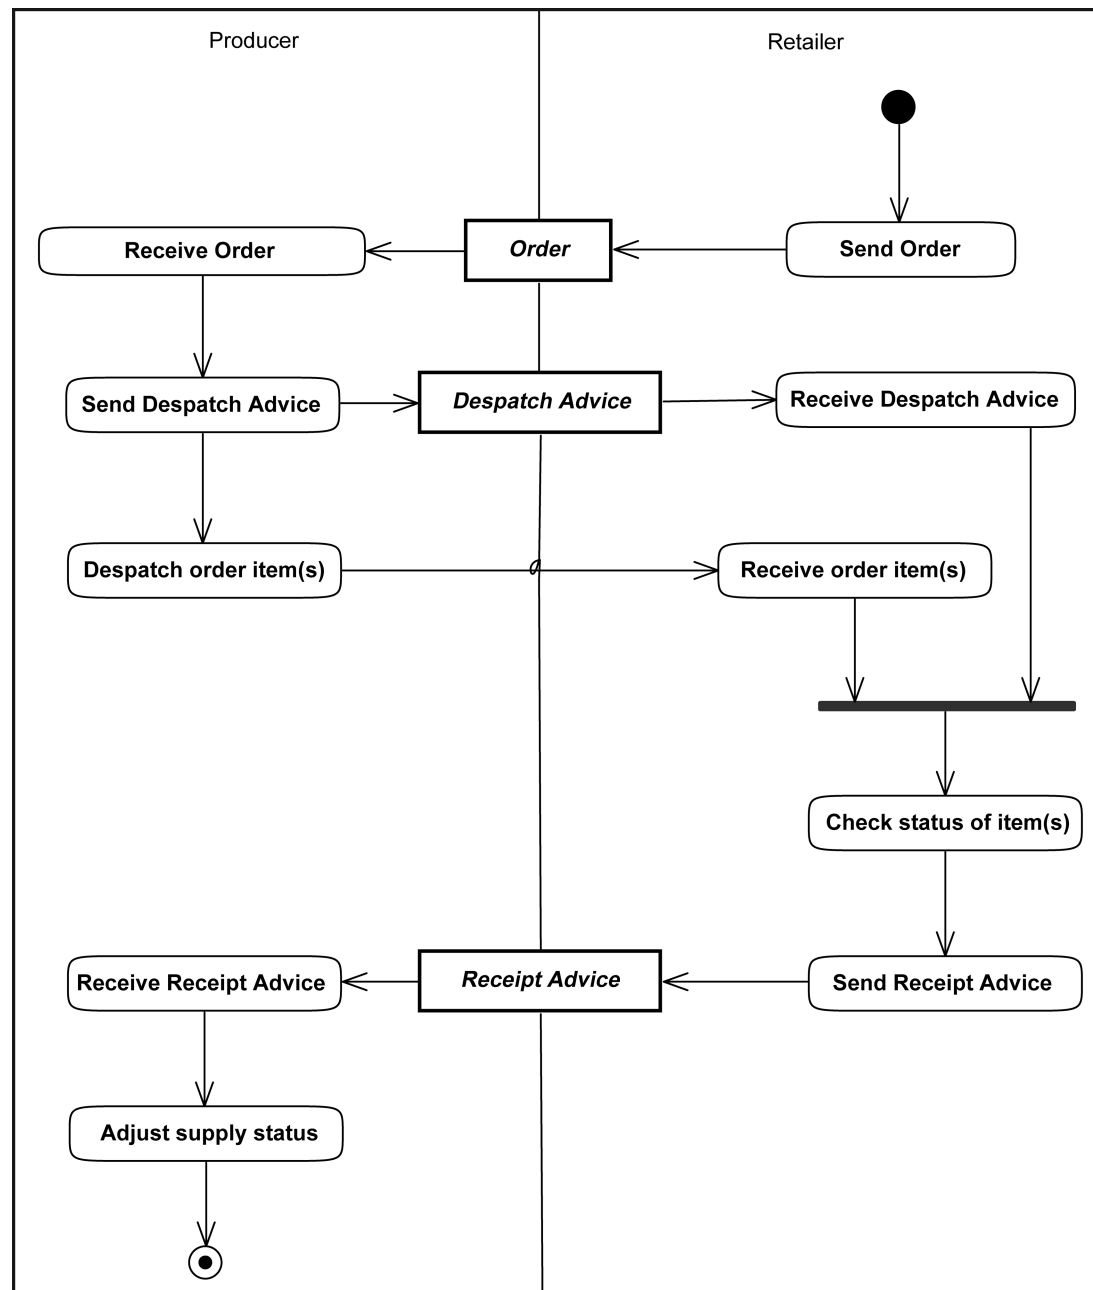 Producer
Retailer
Receive Order
Order
Send Order
Send Despatch Advice
Despatch Advice
Receive Despatch Advice
Despatch order item(s)
Receive order item(s)
Check status of item(s)
Receive Receipt Advice
Receipt Advice
Send Receipt Advice
Adjust supply status